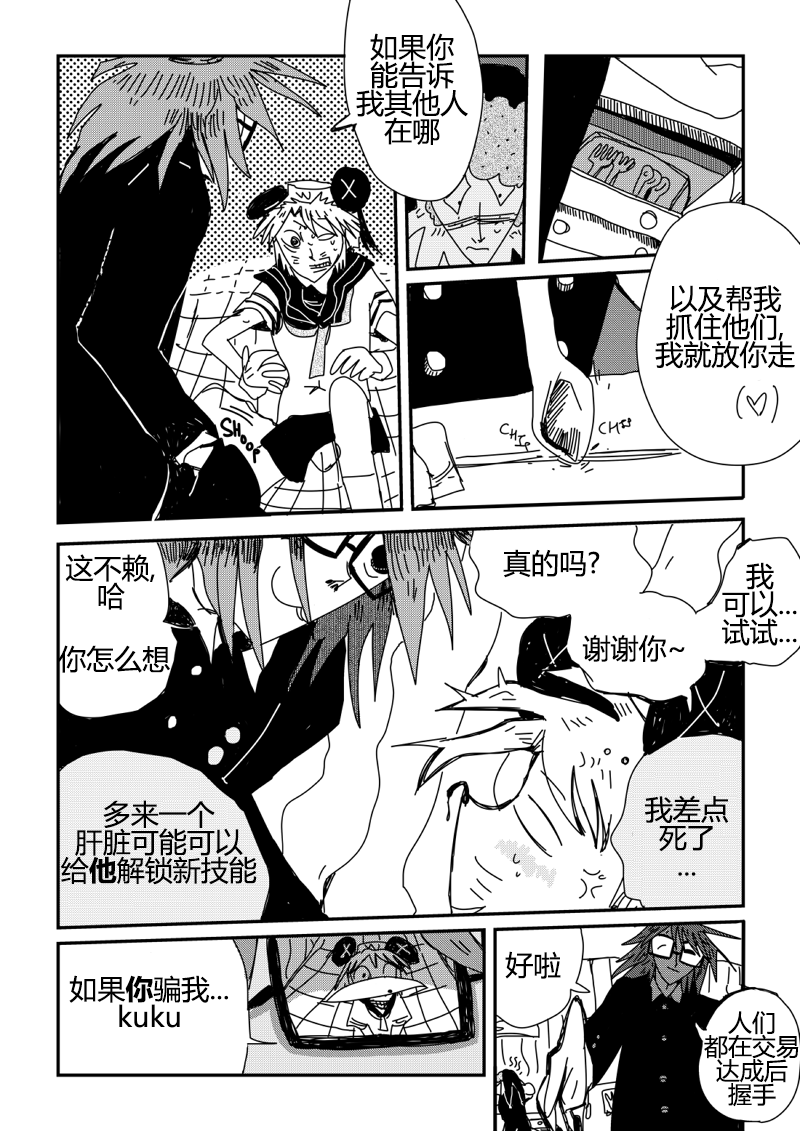 如果你
能告诉
我其他人
在哪
以及帮我
抓住他们,
我就放你走
(♡)
SHOOP
CHIP
CHIP
这不赖,
哈
你怎么想
真的吗?
谢谢你~
我
可以...
试试...
多来一个
肝脏可能可以
给他解锁新技能
我差点
死了
...
如果你骗我...
kuku
好啦
人们
都在交易
达成后
握手